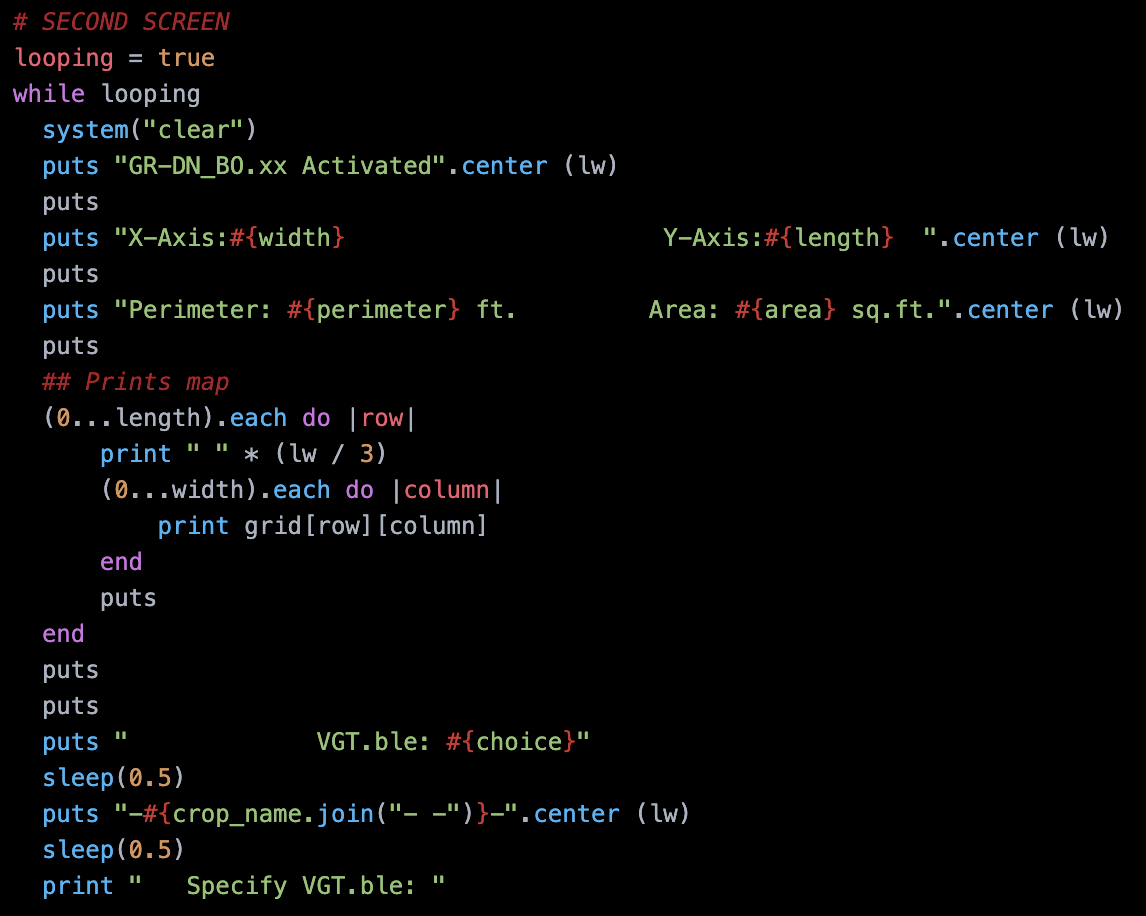 # SECOND SCREEN
looping = true
while looping
  system("clear")
  puts "GR-DN_BO.xx Activated".center (lw)
  puts
  puts "X-Axis:#{width}                      Y-Axis:#{length}  ".center (lw)
  puts
  puts "Perimeter: #{perimeter} ft.         Area: #{area} sq.ft.".center (lw)
  puts
  ## Prints map
  (0...length).each do |row|
      print " " * (lw / 3)
      (0...width).each do |column|
          print grid[row][column]
      end
      puts
  end
  puts
  puts
  puts "             VGT.ble: #{choice}"
  sleep(0.5)
  puts "-#{crop_name.join("- -")}-".center (lw)
  sleep(0.5)
  print "   Specify VGT.ble: "